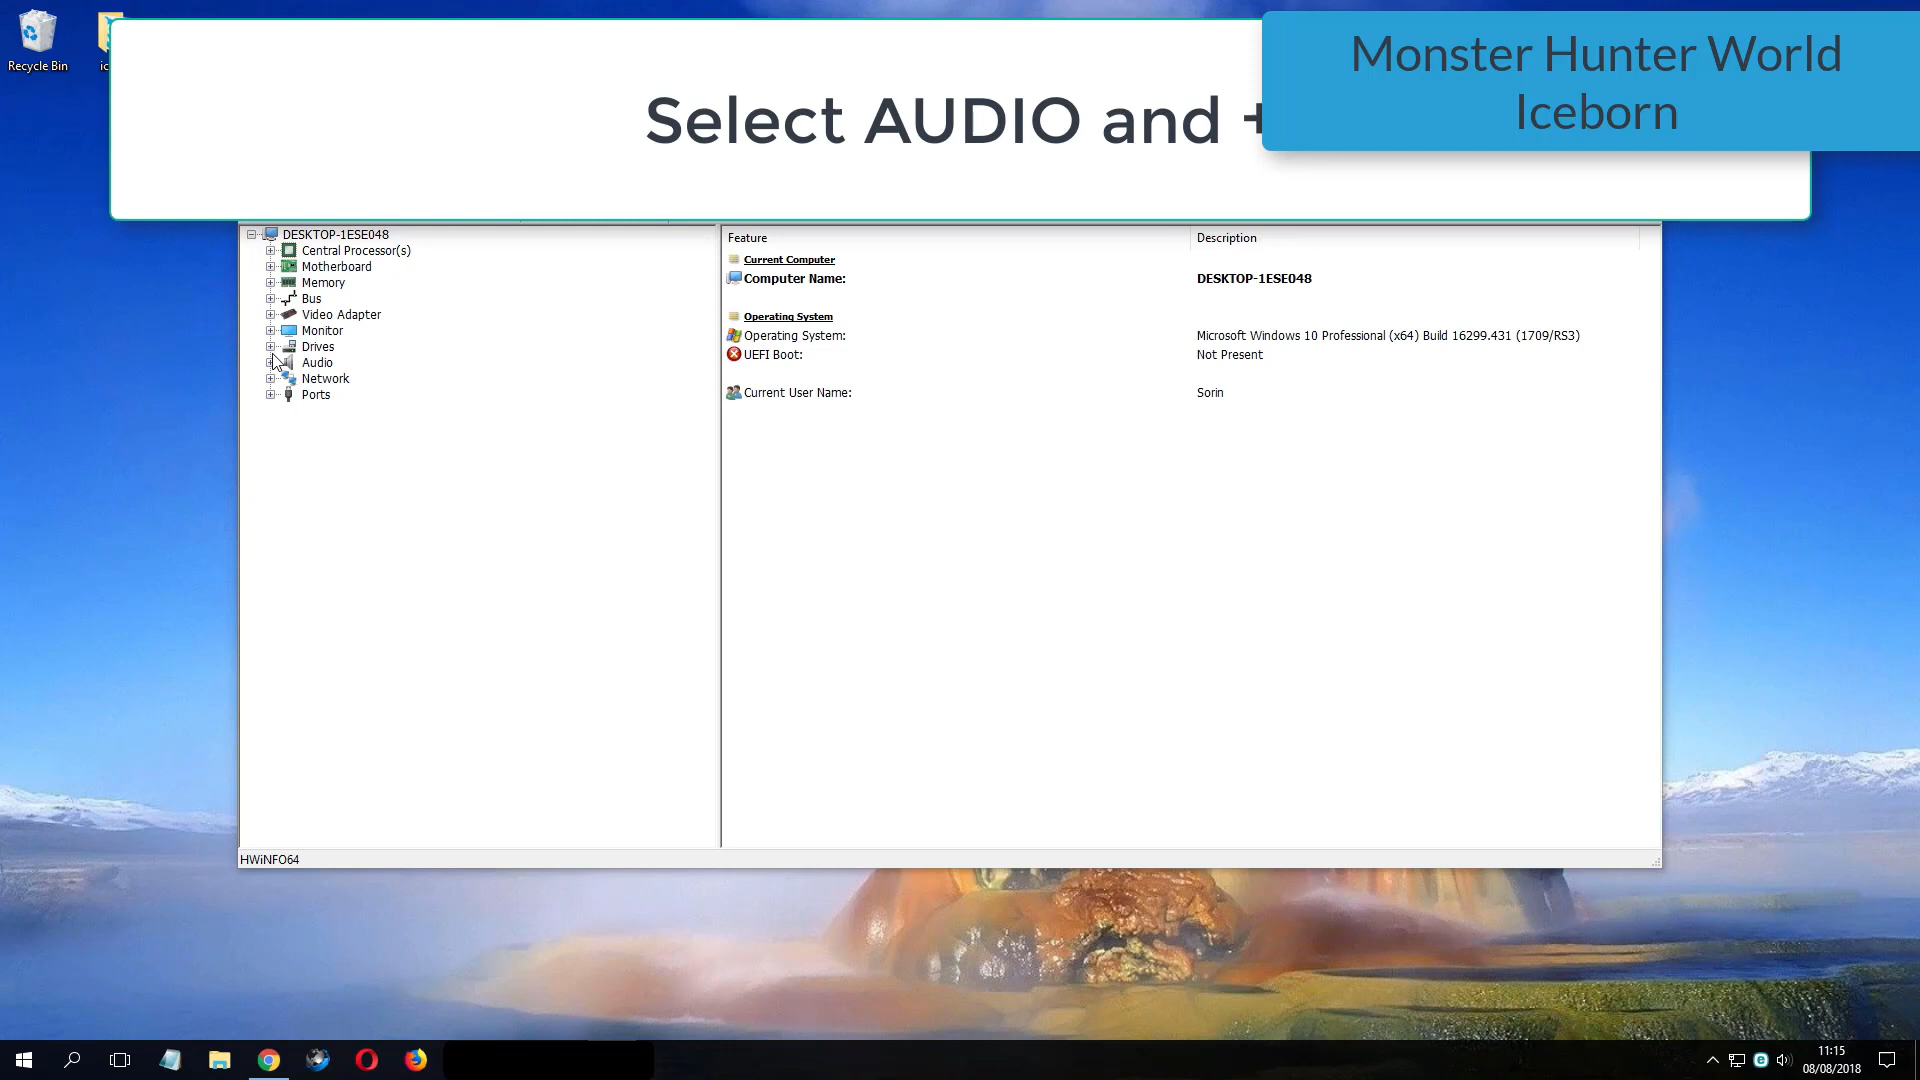 Recycle Bin
ic
Select AUDIO and +
Monster Hunter World
Iceborn
DESKTOP-1ESE048
Central Processor(s)
Motherboard
Memory
Bus
Video Adapter
Monitor
Drives
Audio
Network
Ports
Feature Description
Current Computer
Computer Name: DESKTOP-1ESE048
Operating System
Operating System: Microsoft Windows 10 Professional (x64) Build 16299.431 (1709/RS3)
UEFI Boot: Not Present
Current User Name: Sorin
HWiNFO64
11:15
08/08/2018